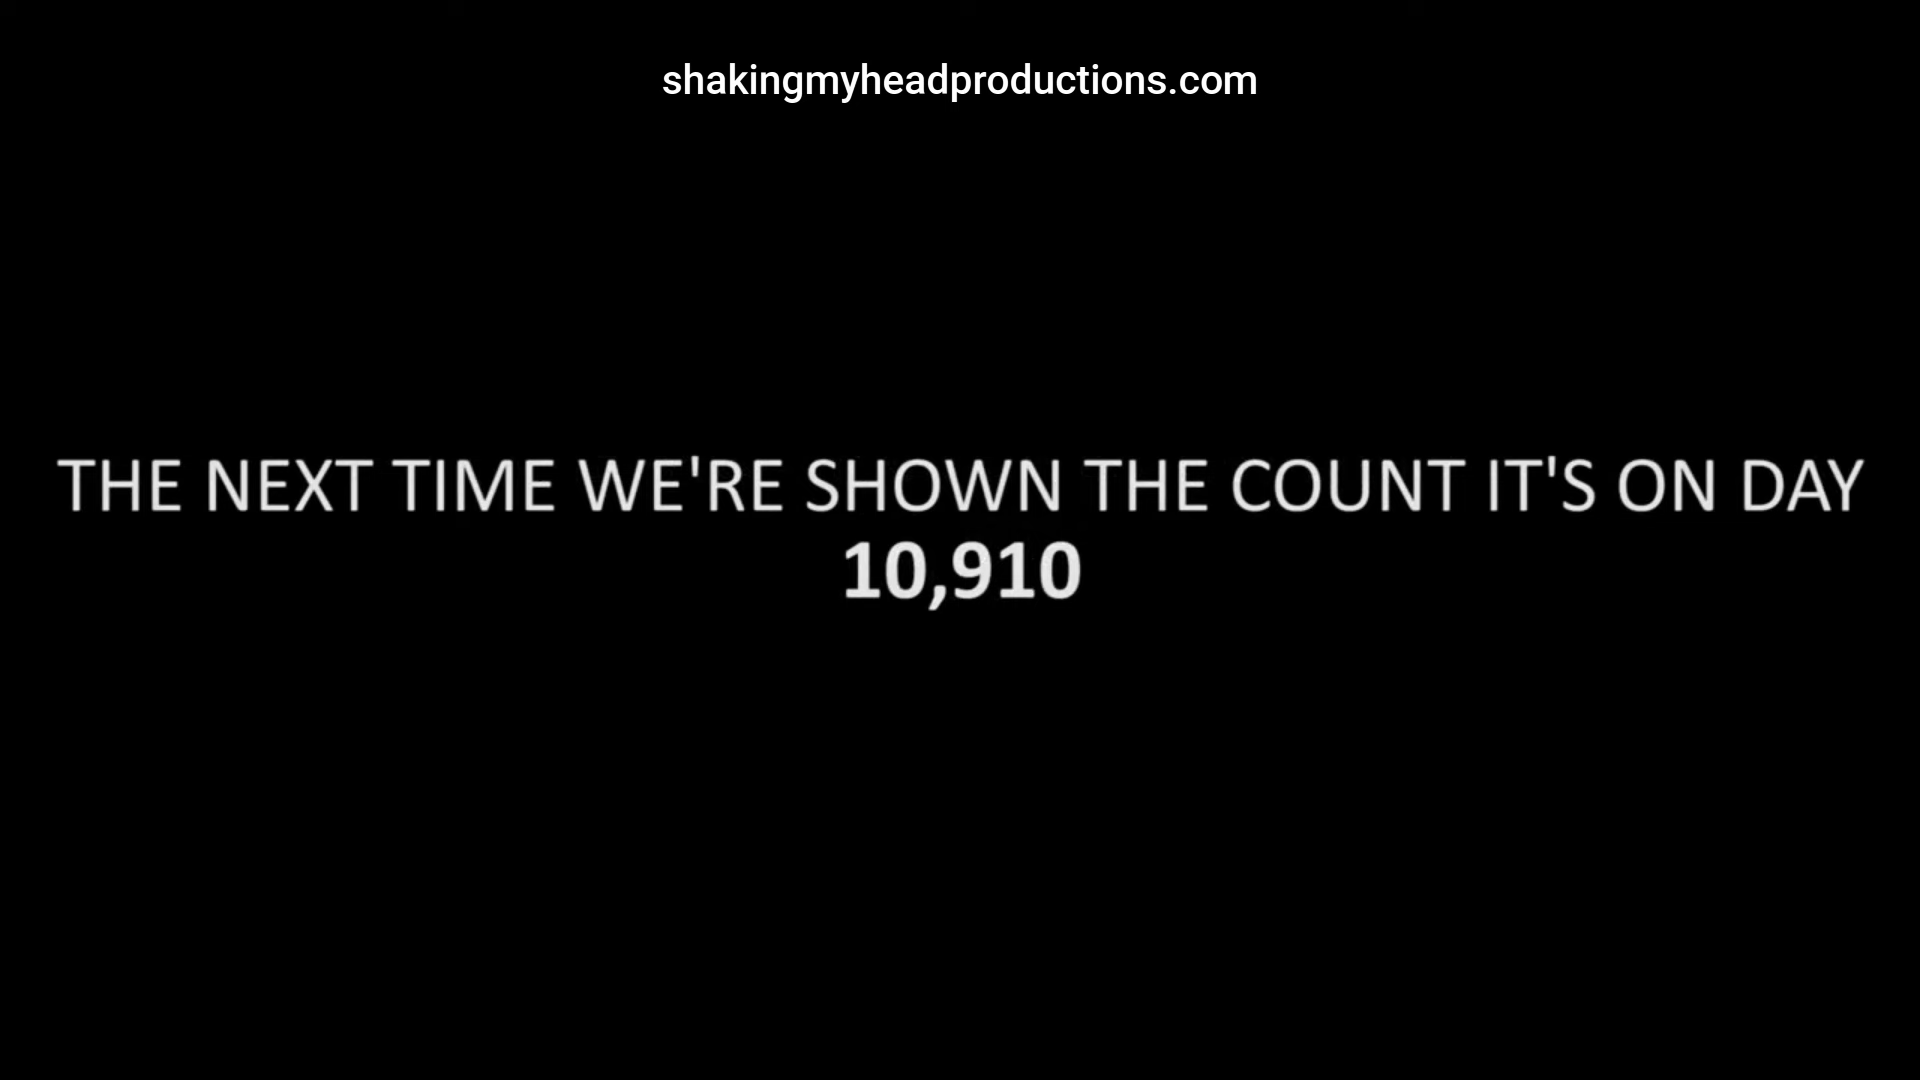 shakingmyheadproductions.com
THE NEXT TIME WE'RE SHOWN THE COUNT IT'S ON DAY
10,910